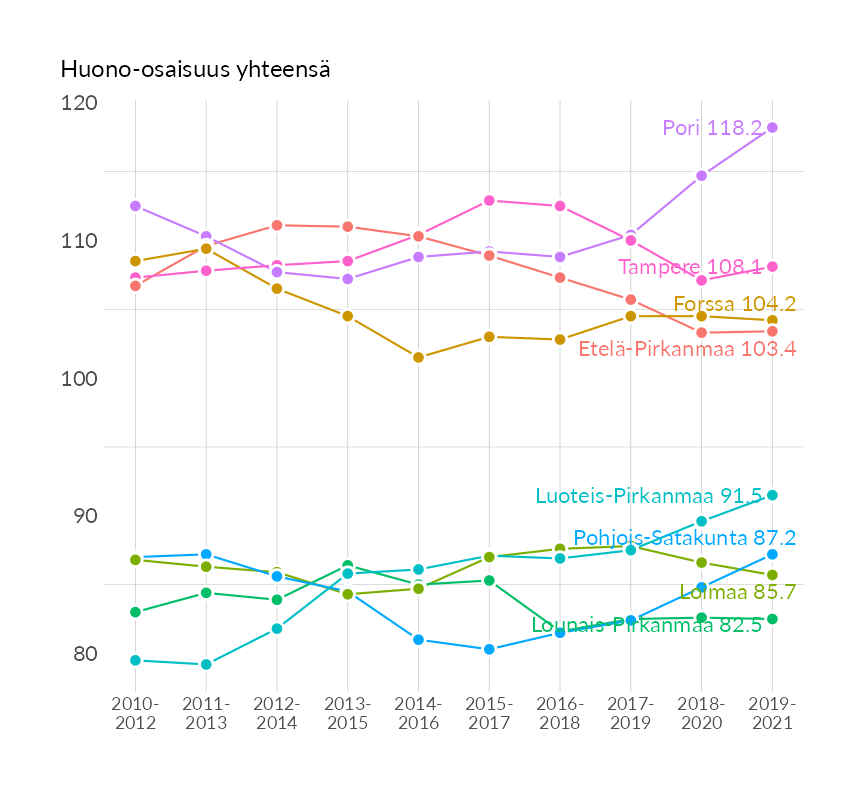 Huono-osaisuus yhteensä
120
110
100
90
80
Pori 118.2
Tampere 108.1
Forssa 104.2
Etelä-Pirkanmaa 103.4
Luoteis-Pirkanmaa 91.5
Pohjois-Satakunta 87.2
Loimaa 85.7
Lounais-Pirkanmaa 82.5
2010- 2011- 2012- 2013- 2014- 2015- 2016- 2017- 2018- 2019-
2012 2013 2014 2015 2016 2017 2018 2019 2020 2021